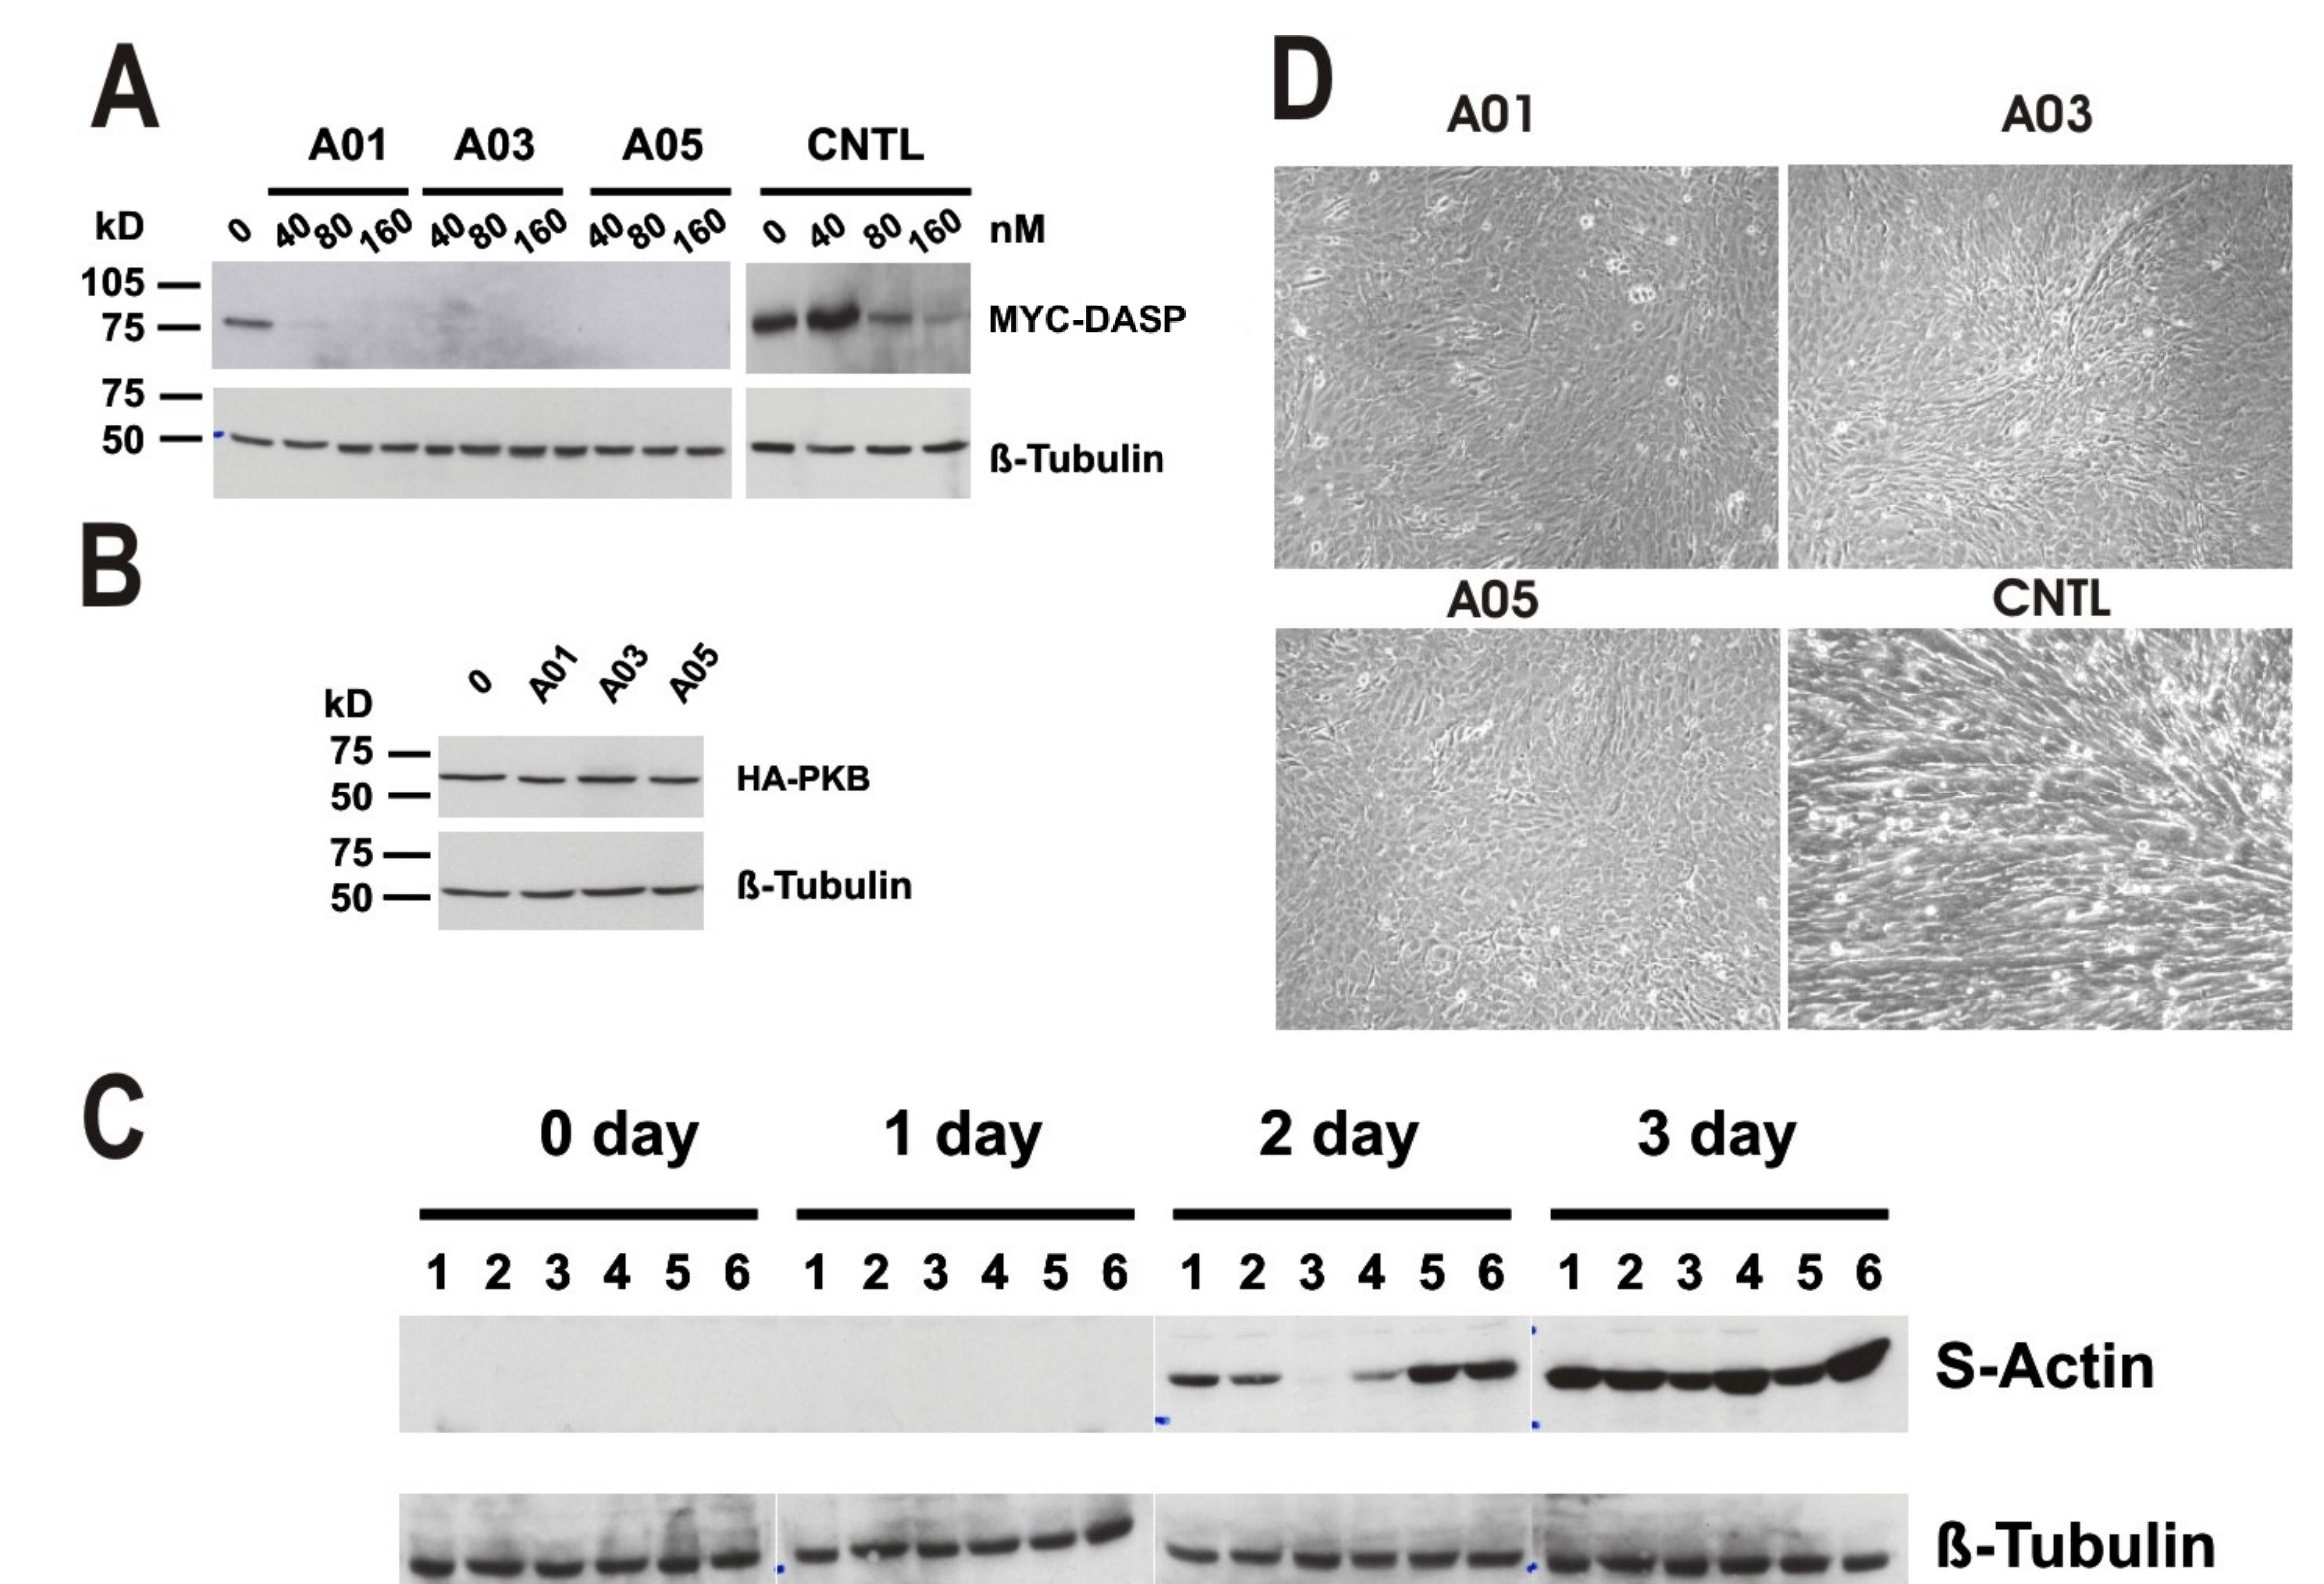 A
A01 A03 A05 CNTL
kD 0 40 80 160 40 80 160 40 80 160 0 40 80 160 nM
105
75
MYC-DASP
75
50
ß-Tubulin
B
0 A01 A03 A05
kD
75
50
HA-PKB
75
50
ß-Tubulin
D
A01 A03
A05 CNTL
C
0 day 1 day 2 day 3 day
1 2 3 4 5 6 1 2 3 4 5 6 1 2 3 4 5 6 1 2 3 4 5 6
S-Actin
ß-Tubulin